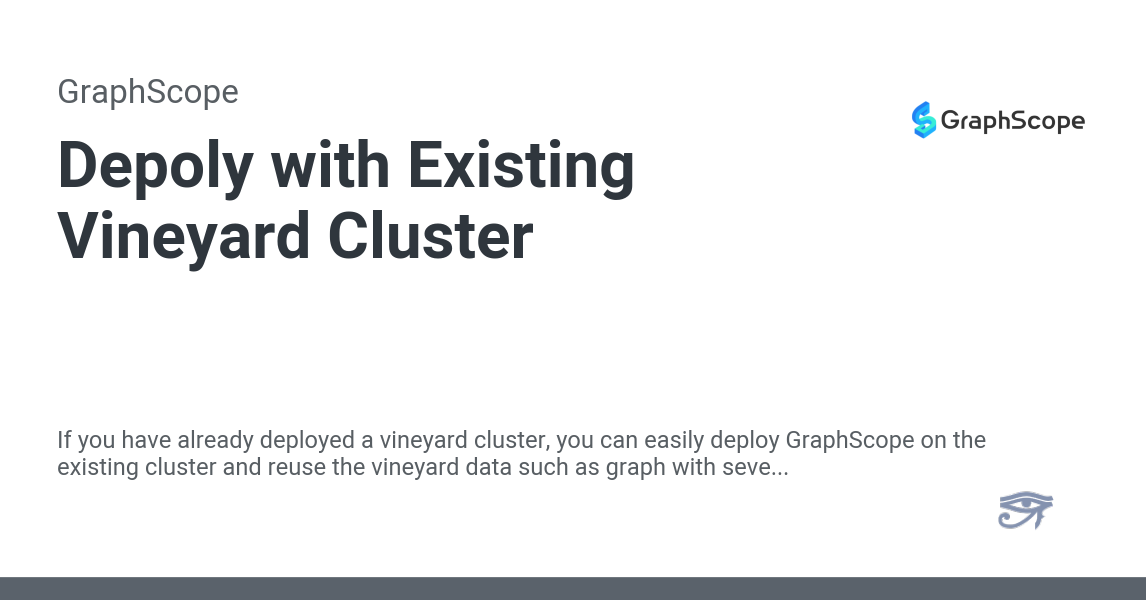 GraphScope
GraphScope
Depoly with Existing
Vineyard Cluster
If you have already deployed a vineyard cluster, you can easily deploy GraphScope on the
existing cluster and reuse the vineyard data such as graph with seve...